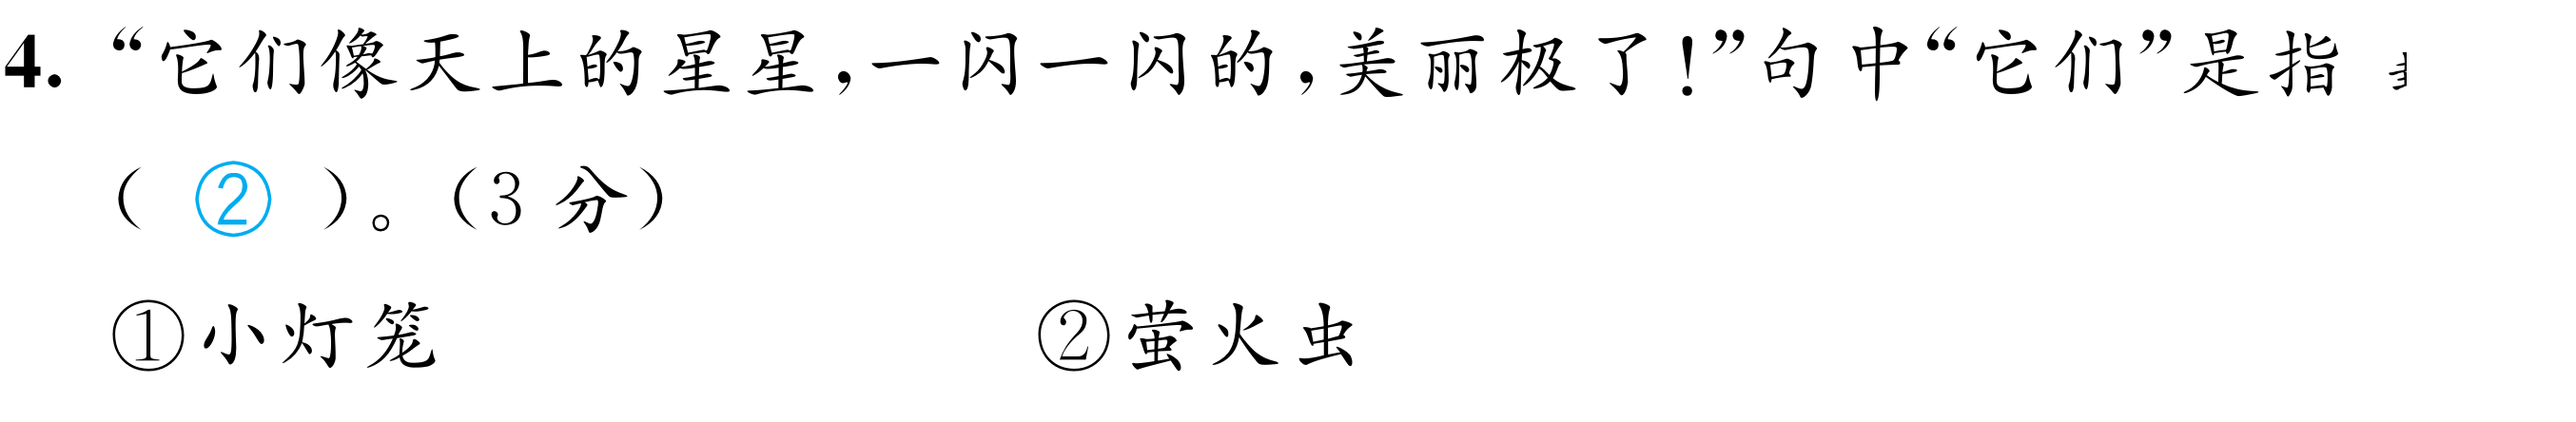 4. “它们像天上的星星,一闪一闪的,美丽极了!”句中“它们”是指
( ② )。(3 分)
①小灯笼 ②萤火虫